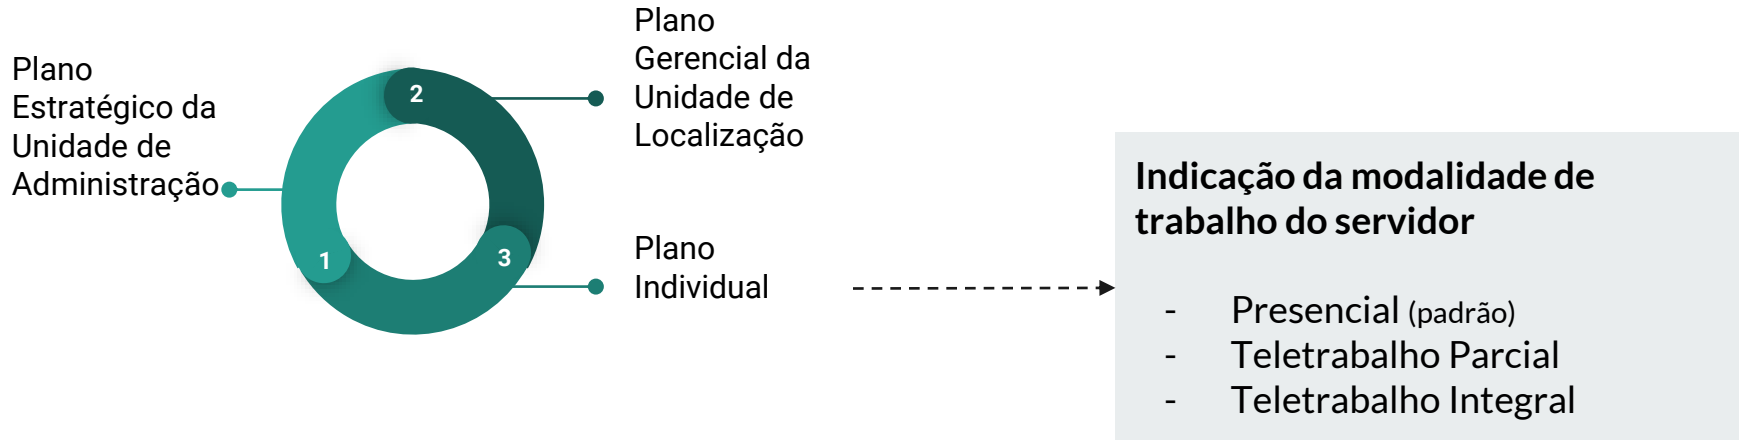 Plano
Estratégico da
Unidade de
Administração
1
2
Plano
Gerencial da
Unidade de
Localização
3
Plano
Individual
Indicação da modalidade de
trabalho do servidor
- Presencial (padrão)
- Teletrabalho Parcial
- Teletrabalho Integral